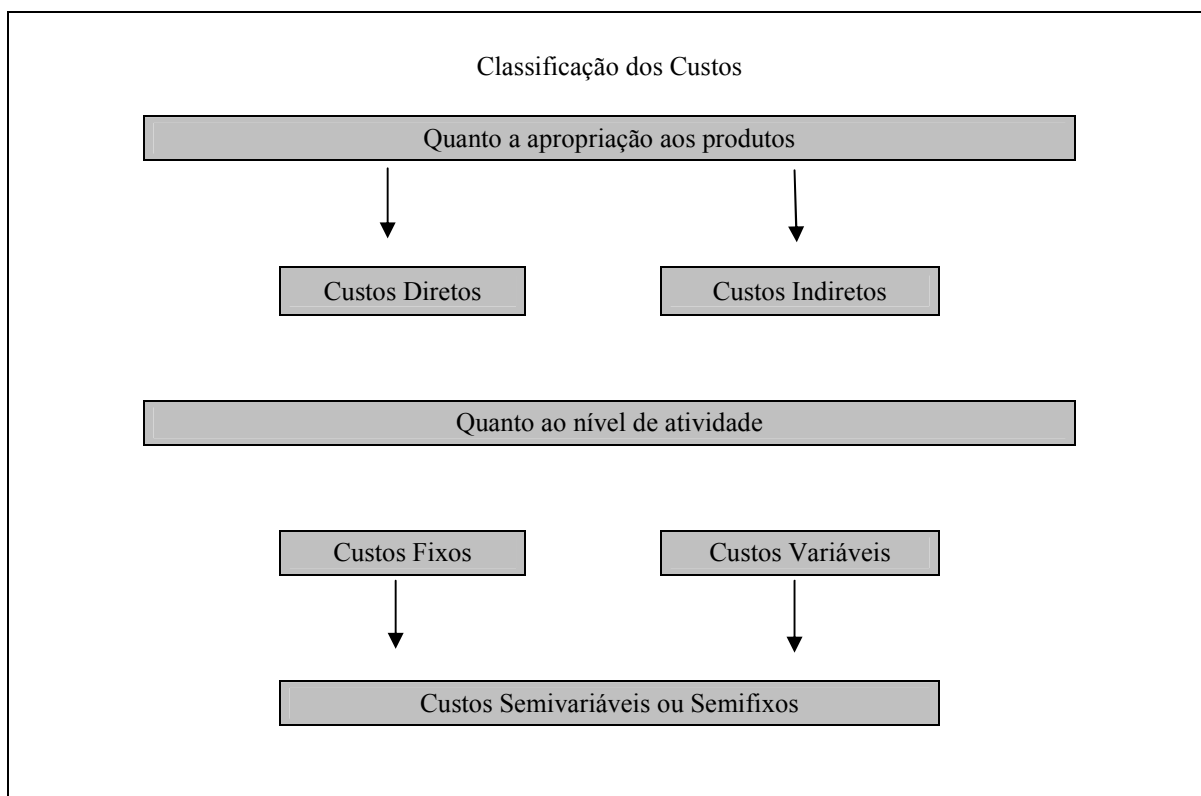 Classificação dos Custos
Quanto a apropriação aos produtos
Custos Diretos
Custos Indiretos
Quanto ao nível de atividade
Custos Fixos
Custos Variáveis
Custos Semivariáveis ou Semifixos